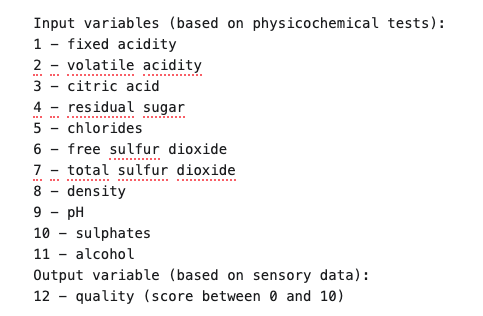 Input variables (based on physicochemical tests):
1 – fixed acidity
2 – volatile acidity
3 – citric acid
4 – residual sugar
5 – chlorides
6 – free sulfur dioxide
7 – total sulfur dioxide
8 – density
9 – pH
10 – sulphates
11 – alcohol
Output variable (based on sensory data):
12 – quality (score between 0 and 10)